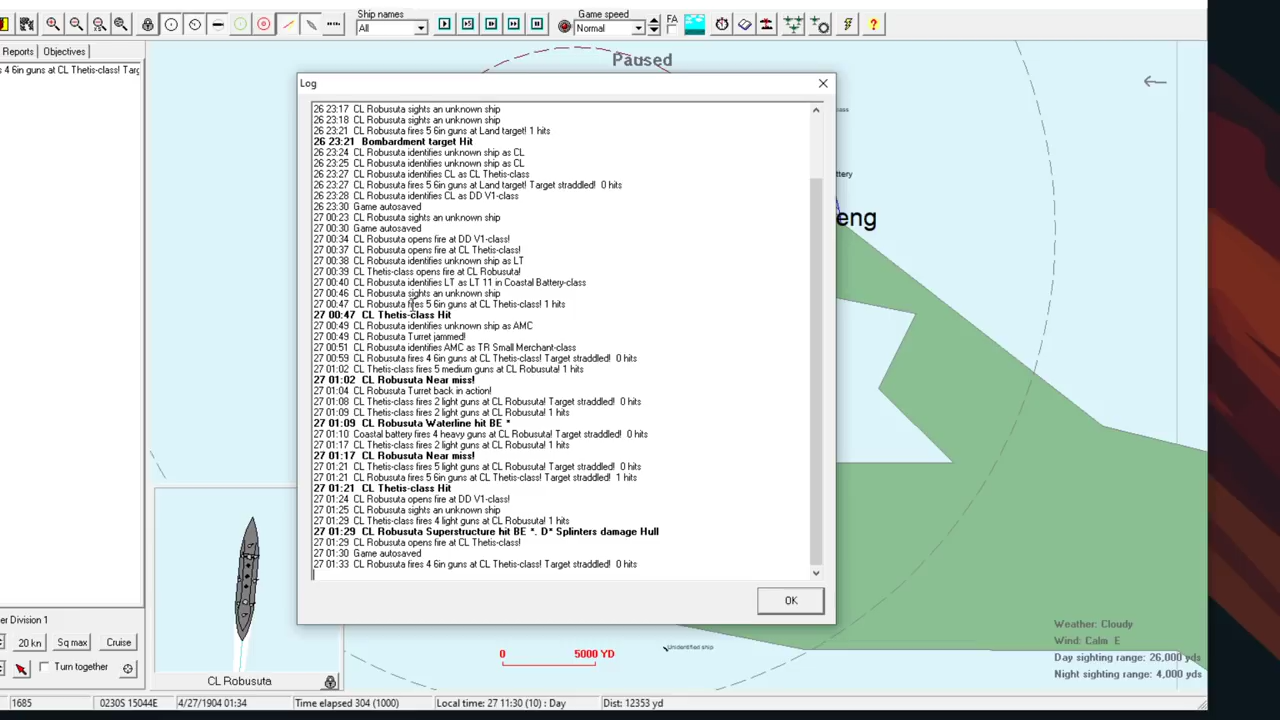 Ship names
All
Game speed
Normal
FA
Reports
Objectives
Paused
s 4 6in guns at CL Thetis-class! Targ
Log
26 23:17 CL Robusuta sights an unknown ship
26 23:18 CL Robusuta sights an unknown ship
26 23:21 CL Robusuta fires 5 6in guns at Land target! 1 hits
26 23:21 Bombardment target Hit
26 23:24 CL Robusuta identifies unknown ship as CL
26 23:25 CL Robusuta identifies unknown ship as CL
26 23:27 CL Robusuta identifies CL as CL Thetis-class
26 23:27 CL Robusuta fires 5 6in guns at Land target! Target straddled! 0 hits
26 23:28 CL Robusuta identifies CL as DD V1-class
26 23:30 Game autosaved
27 00:23 CL Robusuta sights an unknown ship
27 00:30 Game autosaved
27 00:34 CL Robusuta opens fire at DD V1-class!
27 00:37 CL Robusuta opens fire at CL Thetis-class!
27 00:38 CL Robusuta identifies unknown ship as LT
27 00:39 CL Thetis-class opens fire at CL Robusuta!
27 00:40 CL Robusuta identifies LT as LT 11 in Coastal Battery-class
27 00:46 CL Robusuta sights an unknown ship
27 00:47 CL Robusuta fires 5 6in guns at CL Thetis-class! 1 hits
27 00:47 CL Thetis-class Hit
27 00:49 CL Robusuta identifies unknown ship as AMC
27 00:49 CL Robusuta Turret jammed!
27 00:51 CL Robusuta identifies AMC as TR Small Merchant-class
27 00:59 CL Robusuta fires 4 6in guns at CL Thetis-class! Target straddled! 0 hits
27 01:02 CL Thetis-class fires 5 medium guns at CL Robusuta! 1 hits
27 01:02 CL Robusuta Near miss!
27 01:04 CL Robusuta Turret back in action!
27 01:08 CL Thetis-class fires 2 light guns at CL Robusuta! Target straddled! 0 hits
27 01:09 CL Thetis-class fires 2 light guns at CL Robusuta! 1 hits
27 01:09 CL Robusuta Waterline hit BE *
27 01:10 Coastal battery fires 4 heavy guns at CL Robusuta! Target straddled! 0 hits
27 01:17 CL Thetis-class fires 2 light guns at CL Robusuta! 1 hits
27 01:17 CL Robusuta Near miss!
27 01:21 CL Thetis-class fires 5 light guns at CL Robusuta! Target straddled! 0 hits
27 01:21 CL Robusuta fires 5 6in guns at CL Thetis-class! Target straddled! 1 hits
27 01:21 CL Thetis-class Hit
27 01:24 CL Robusuta opens fire at DD V1-class!
27 01:25 CL Robusuta sights an unknown ship
27 01:29 CL Thetis-class fires 4 light guns at CL Robusuta! 1 hits
27 01:29 CL Robusuta Superstructure hit BE *. D* Splinters damage Hull
27 01:29 CL Robusuta opens fire at CL Thetis-class!
27 01:30 Game autosaved
27 01:33 CL Robusuta fires 4 6in guns at CL Thetis-class! Target straddled! 0 hits
OK
eng
er Division 1
20 kn
Sq max
Cruise
Turn together
CL Robusuta
0
5000 YD
Unidentified ship
Weather: Cloudy
Wind: Calm E
Day sighting range: 26,000 yds
Night sighting range: 4,000 yds
1685
0230S 15044E
4/27/1904 01:34
Time elapsed 304 (1000)
Local time: 27 11:30 (10) : Day
Dist: 12353 yd